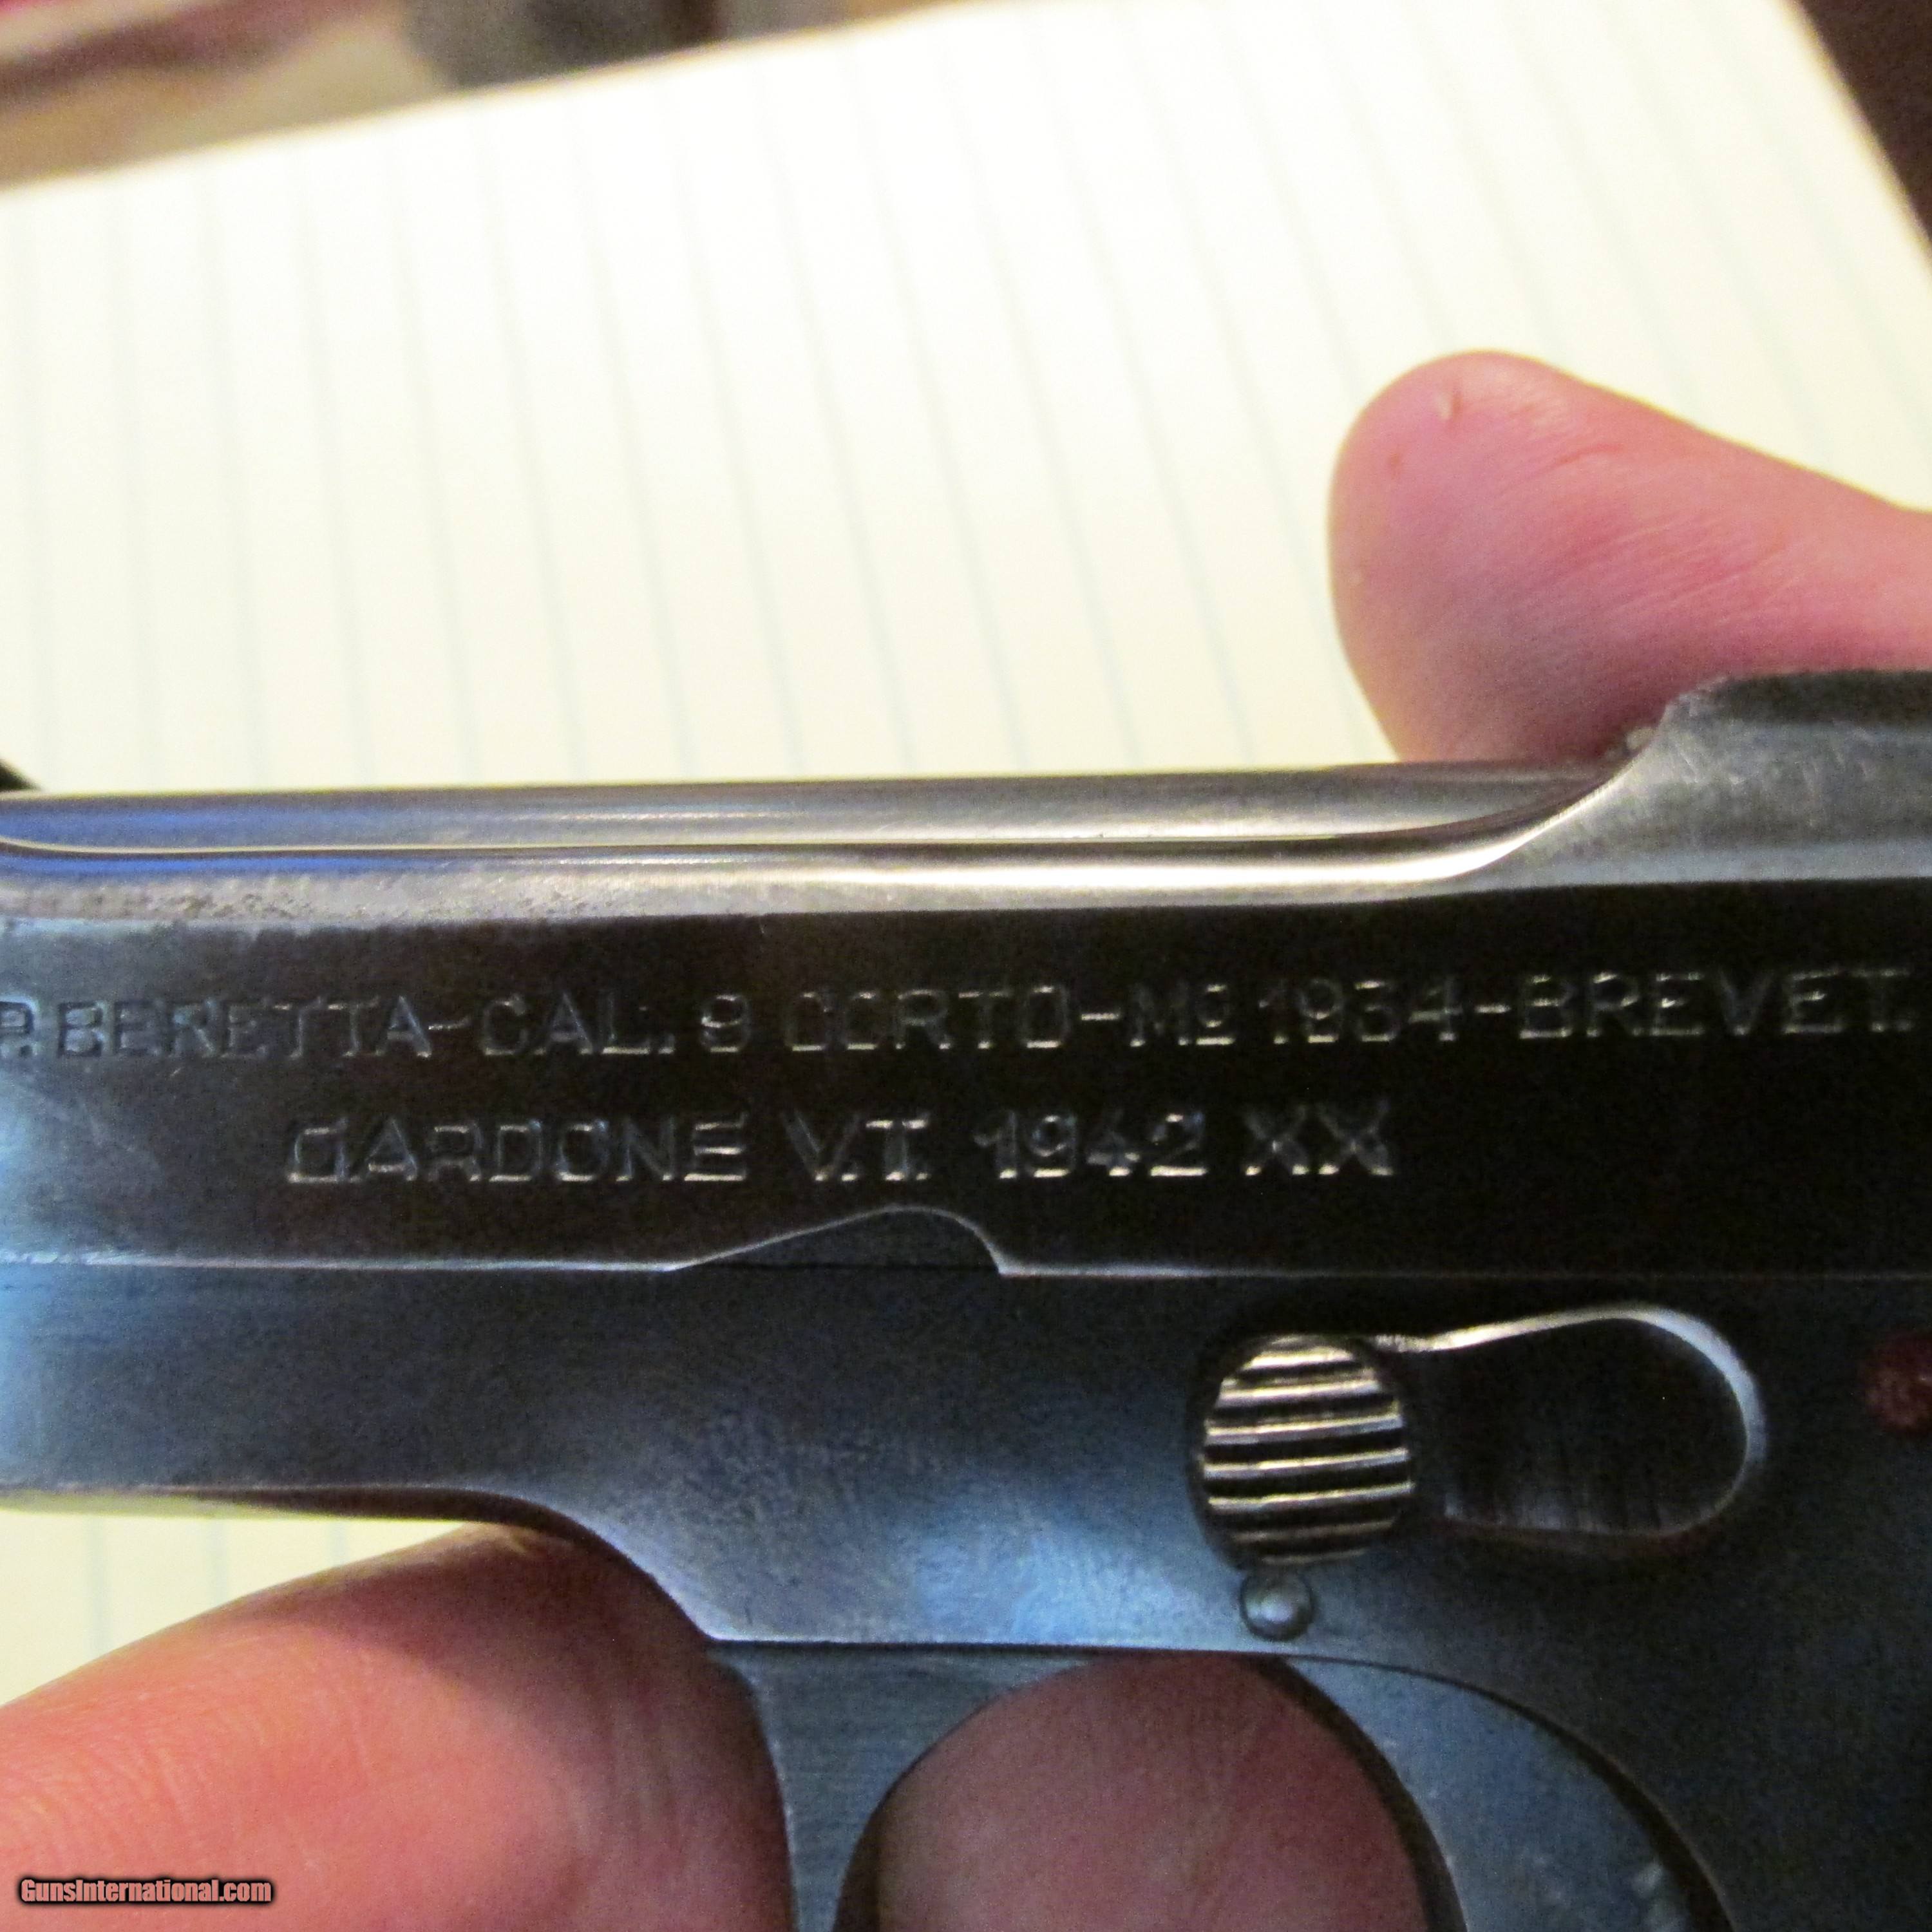 P. BERETTA-CAL. 9 CORTO-Mº 1934-BREVET.
GARDONE V.T. 1942 XX
GunsInternational.com